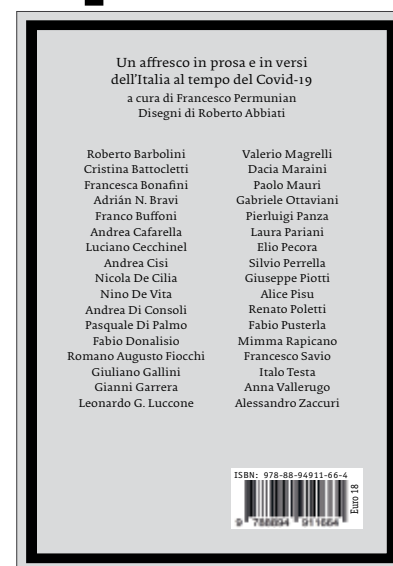 Un affresco in prosa e in versi
dell'Italia al tempo del Covid-19
a cura di Francesco Permunian
Disegni di Roberto Abbiati
Roberto Barbolini
Cristina Battocletti
Francesca Bonafini
Adrián N. Bravi
Franco Buffoni
Andrea Cafarella
Luciano Cecchinel
Andrea Cisi
Nicola De Cilia
Nino De Vita
Andrea Di Consoli
Pasquale Di Palmo
Fabio Donalisio
Romano Augusto Fiocchi
Giuliano Gallini
Gianni Garrera
Leonardo G. Luccone
Valerio Magrelli
Dacia Maraini
Paolo Mauri
Gabriele Ottaviani
Pierluigi Panza
Laura Pariani
Elio Pecora
Silvio Perrella
Giuseppe Piotti
Alice Pisu
Renato Poletti
Fabio Pusterla
Mimma Rapicano
Francesco Savio
Italo Testa
Anna Vallerugo
Alessandro Zaccuri
ISBN: 978-88-94911-66-4
Euro 18
9 788894 911664